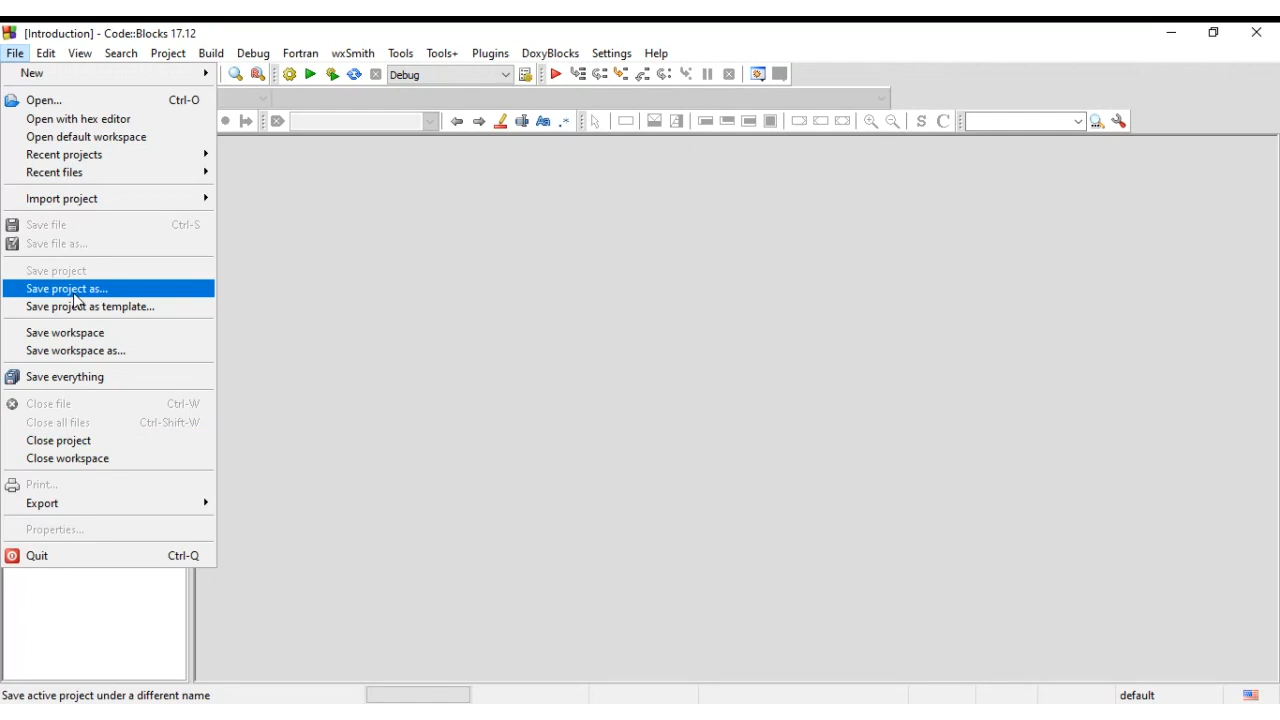 [Introduction] - Code::Blocks 17.12
File Edit View Search Project Build Debug Fortran wxSmith Tools Tools+ Plugins DoxyBlocks Settings Help
New
Debug
Open... Ctrl-O
Open with hex editor
Open default workspace
Recent projects
Recent files
Import project
Save file Ctrl-S
Save file as...
Save project
Save project as...
Save project as template...
Save workspace
Save workspace as...
Save everything
Close file Ctrl-W
Close all files Ctrl-Shift-W
Close project
Close workspace
Print...
Export
Properties...
Quit Ctrl-Q
S C
Save active project under a different name default